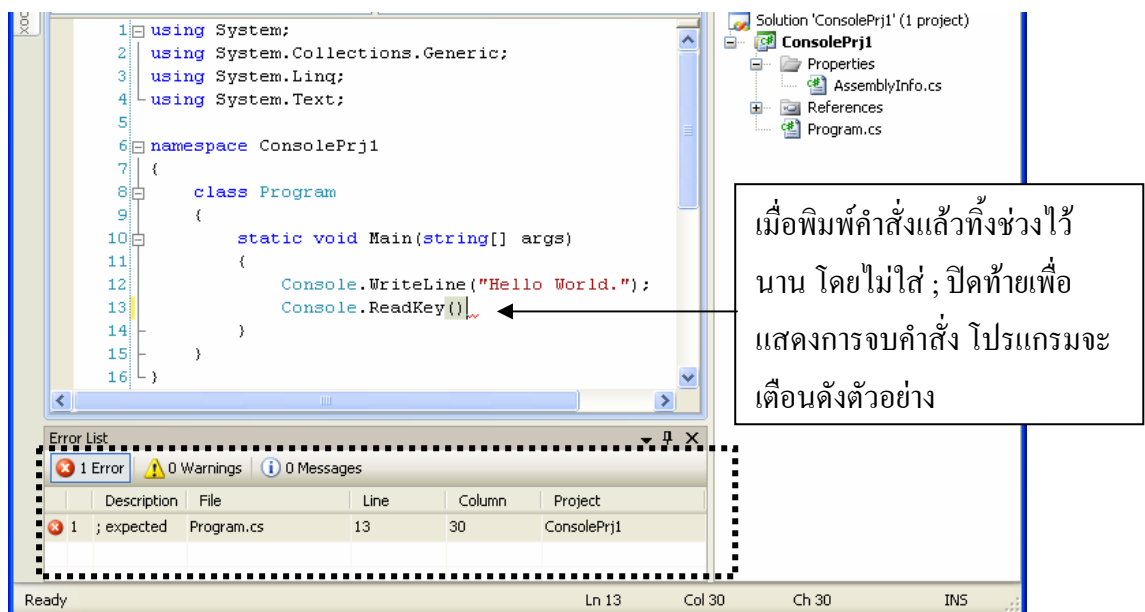 1 using System;
2 using System.Collections.Generic;
3 using System.Linq;
4 using System.Text;
5
6 namespace ConsolePrj1
7 {
8 class Program
9 {
10 static void Main(string[] args)
11 {
12 Console.WriteLine("Hello World.");
13 Console.ReadKey()
14 }
15 }
16 }
Solution 'ConsolePrj1' (1 project)
ConsolePrj1
Properties
AssemblyInfo.cs
References
Program.cs
เมื่อพิมพ์คำสั่งแล้วทิ้งช่วงไว้
นาน โดยไม่ใส่ ; ปิดท้ายเพื่อ
แสดงการจบคำสั่ง โปรแกรมจะ
เตือนดังตัวอย่าง
Error List
1 Error 0 Warnings 0 Messages
Description File Line Column Project
1 ; expected Program.cs 13 30 ConsolePrj1
Ready Ln 13 Col 30 Ch 30 INS